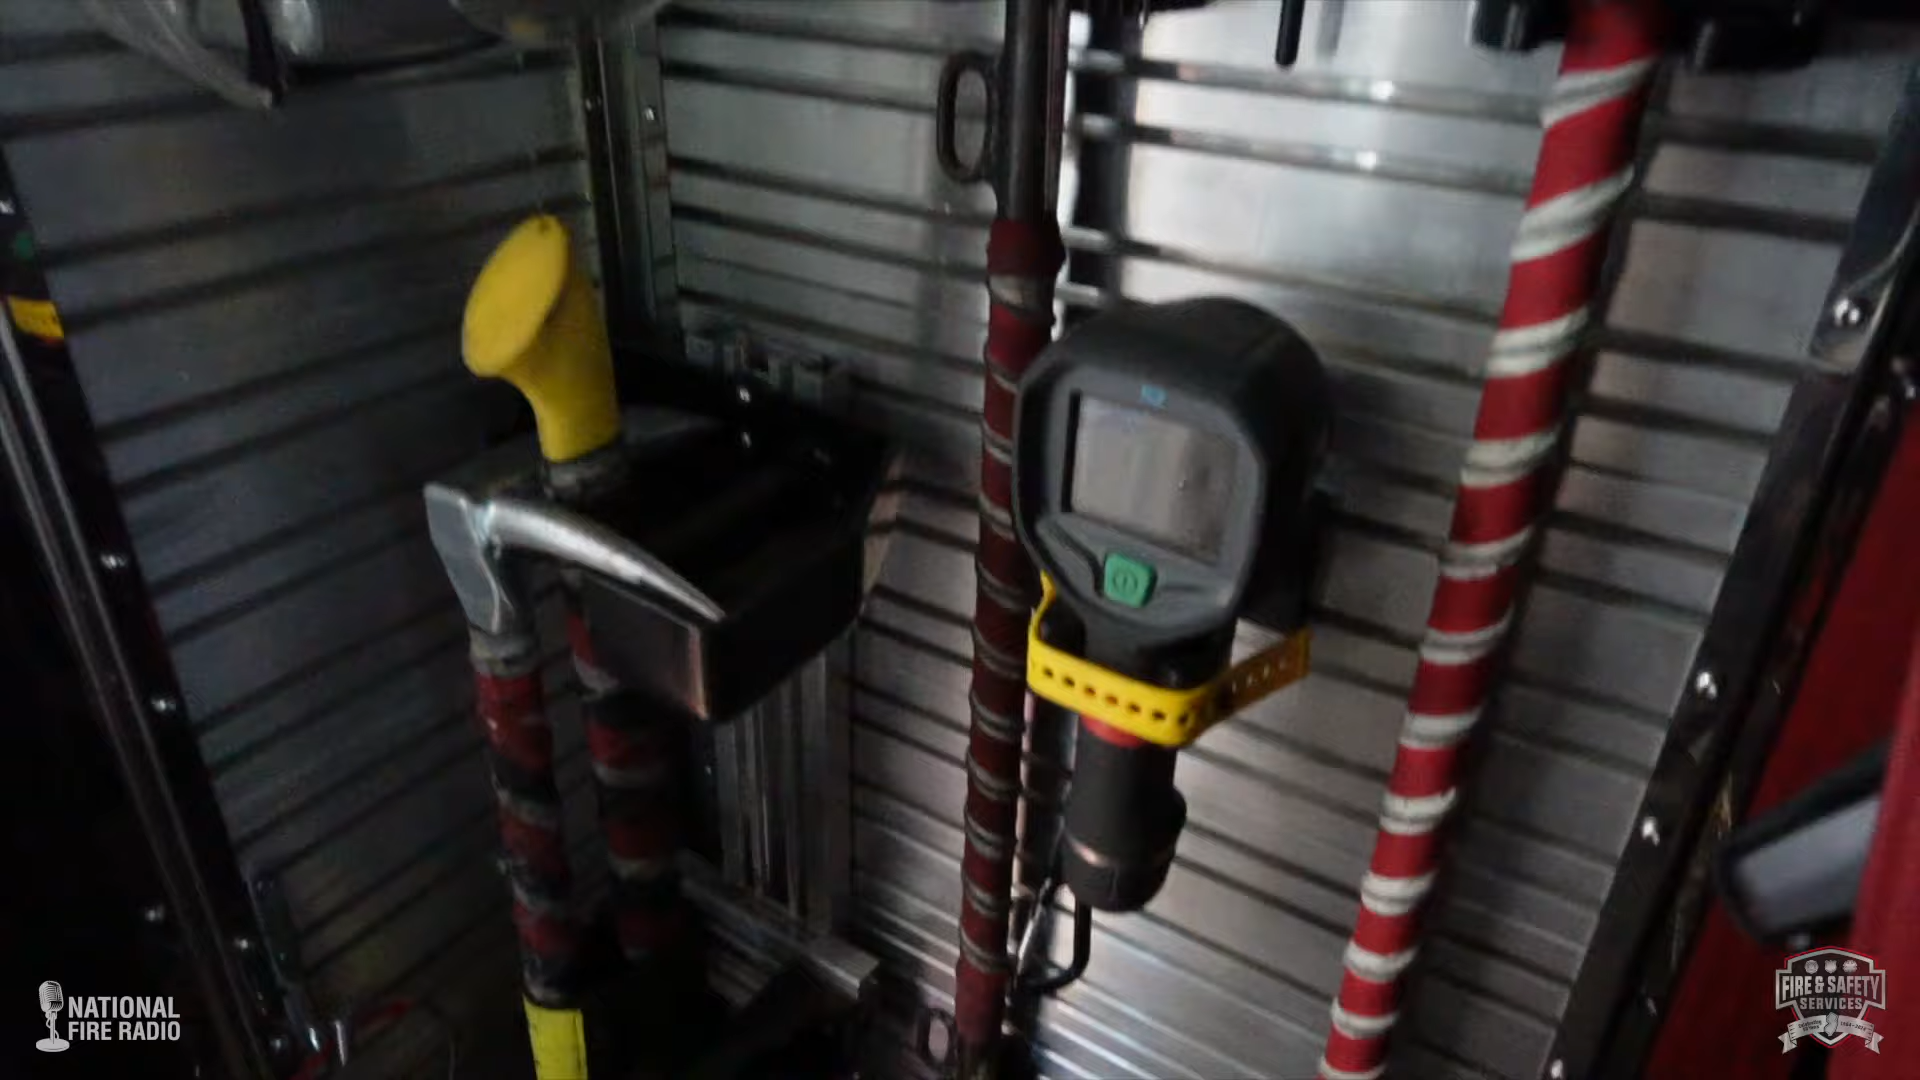 NATIONAL
FIRE RADIO
FIRE & SAFETY
SERVICES